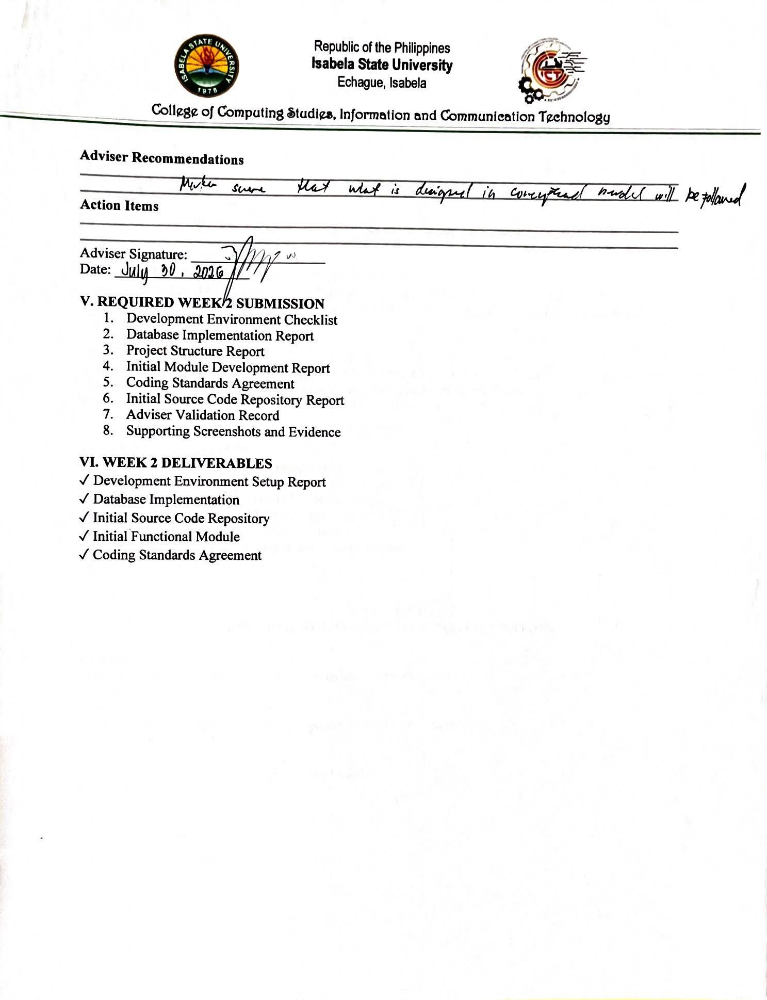 ISABELA STATE UNIVERSITY
1978
Republic of the Philippines
Isabela State University
Echague, Isabela
ICT
College of Computing Studies, Information and Communication Technology
Adviser Recommendations
Make sure that what is designed in conceptual model will be followed
Action Items
Adviser Signature:
Date: July 30, 2026
V. REQUIRED WEEK 2 SUBMISSION
1. Development Environment Checklist
2. Database Implementation Report
3. Project Structure Report
4. Initial Module Development Report
5. Coding Standards Agreement
6. Initial Source Code Repository Report
7. Adviser Validation Record
8. Supporting Screenshots and Evidence
VI. WEEK 2 DELIVERABLES
✓ Development Environment Setup Report
✓ Database Implementation
✓ Initial Source Code Repository
✓ Initial Functional Module
✓ Coding Standards Agreement